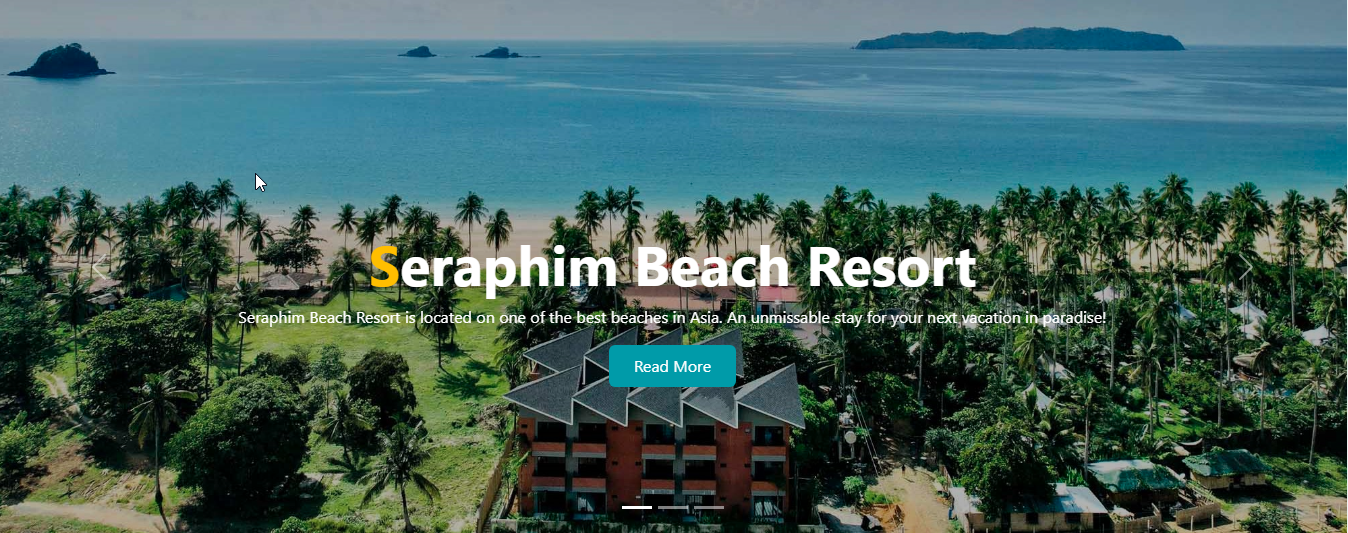 Seraphim Beach Resort
Seraphim Beach Resort is located on one of the best beaches in Asia. An unmissable stay for your next vacation in paradise!
Read More